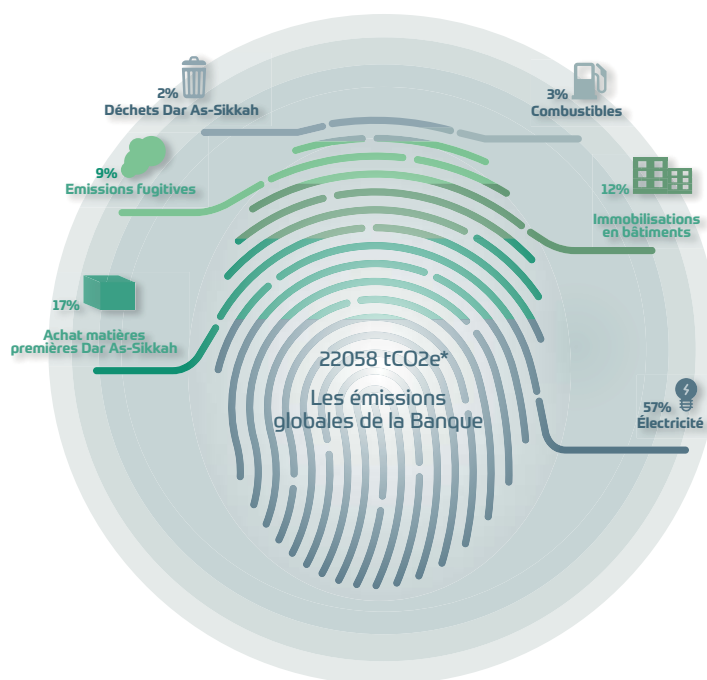 2%
Déchets Dar As-Sikkah
3%
Combustibles
9%
Emissions fugitives
12%
Immobilisations
en bâtiments
17%
Achat matières
premières Dar As-Sikkah
22058 tCO2e*
Les émissions
globales de la Banque
57%
Électricité